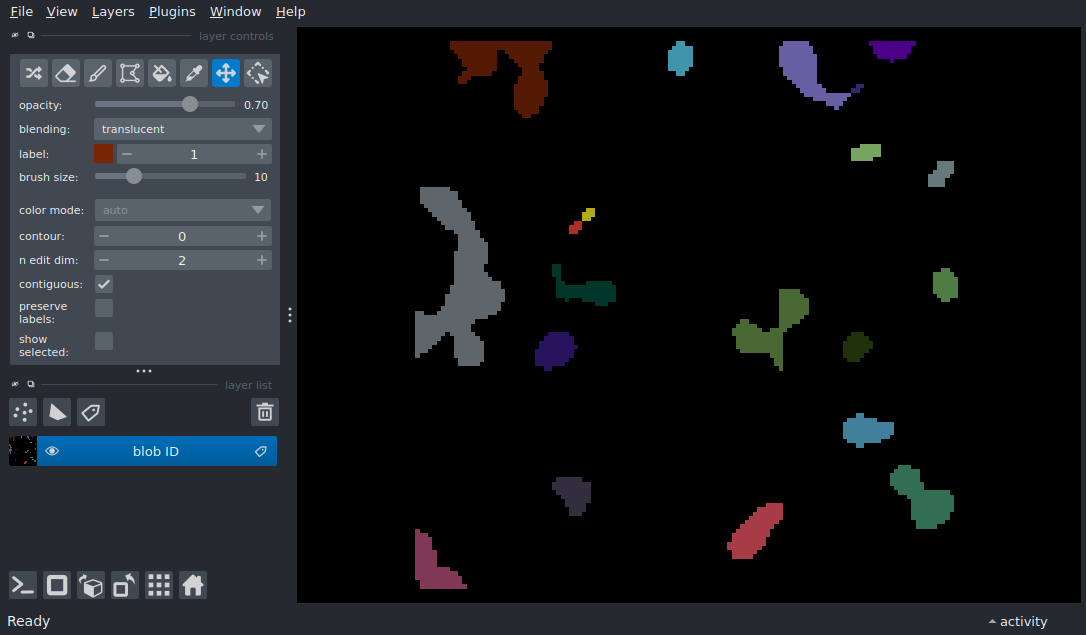 File View Layers Plugins Window Help
layer controls
opacity: 0.70
blending: translucent
label: 1
brush size: 10
color mode: auto
contour: 0
n edit dim: 2
contiguous:
preserve
labels:
show
selected:
layer list
blob ID
Ready
activity